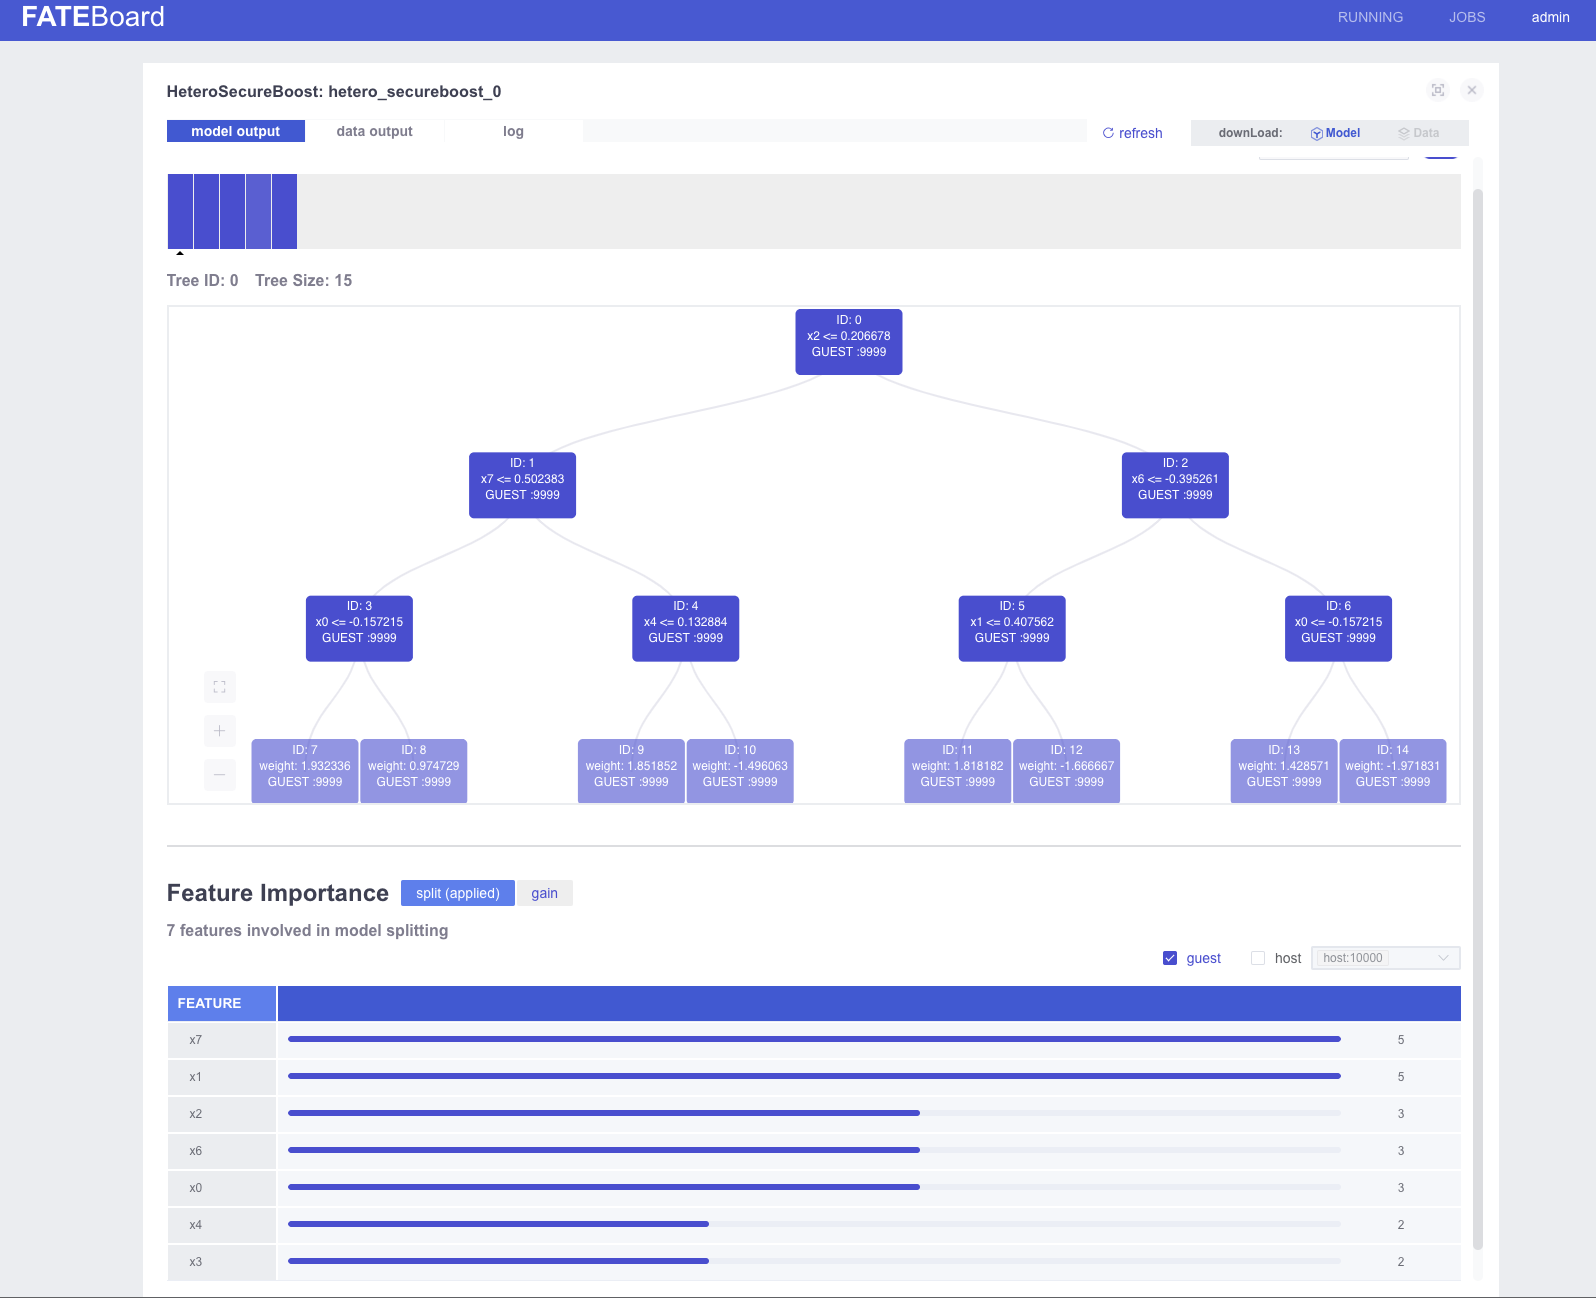 FATEBoard
RUNNING JOBS admin
HeteroSecureBoost: hetero_secureboost_0
model output data output log
refresh
downLoad: Model Data
Tree ID: 0 Tree Size: 15
ID: 0
x2 <= 0.206678
GUEST :9999
ID: 1
x7 <= 0.502383
GUEST :9999
ID: 2
x6 <= -0.395261
GUEST :9999
ID: 3
x0 <= -0.157215
GUEST :9999
ID: 4
x4 <= 0.132884
GUEST :9999
ID: 5
x1 <= 0.407562
GUEST :9999
ID: 6
x0 <= -0.157215
GUEST :9999
ID: 7
weight: 1.932336
GUEST :9999
ID: 8
weight: 0.974729
GUEST :9999
ID: 9
weight: 1.851852
GUEST :9999
ID: 10
weight: -1.496063
GUEST :9999
ID: 11
weight: 1.818182
GUEST :9999
ID: 12
weight: -1.666667
GUEST :9999
ID: 13
weight: 1.428571
GUEST :9999
ID: 14
weight: -1.971831
GUEST :9999
Feature Importance split (applied) gain
7 features involved in model splitting
guest host host:10000
FEATURE
x7 5
x1 5
x2 3
x6 3
x0 3
x4 2
x3 2